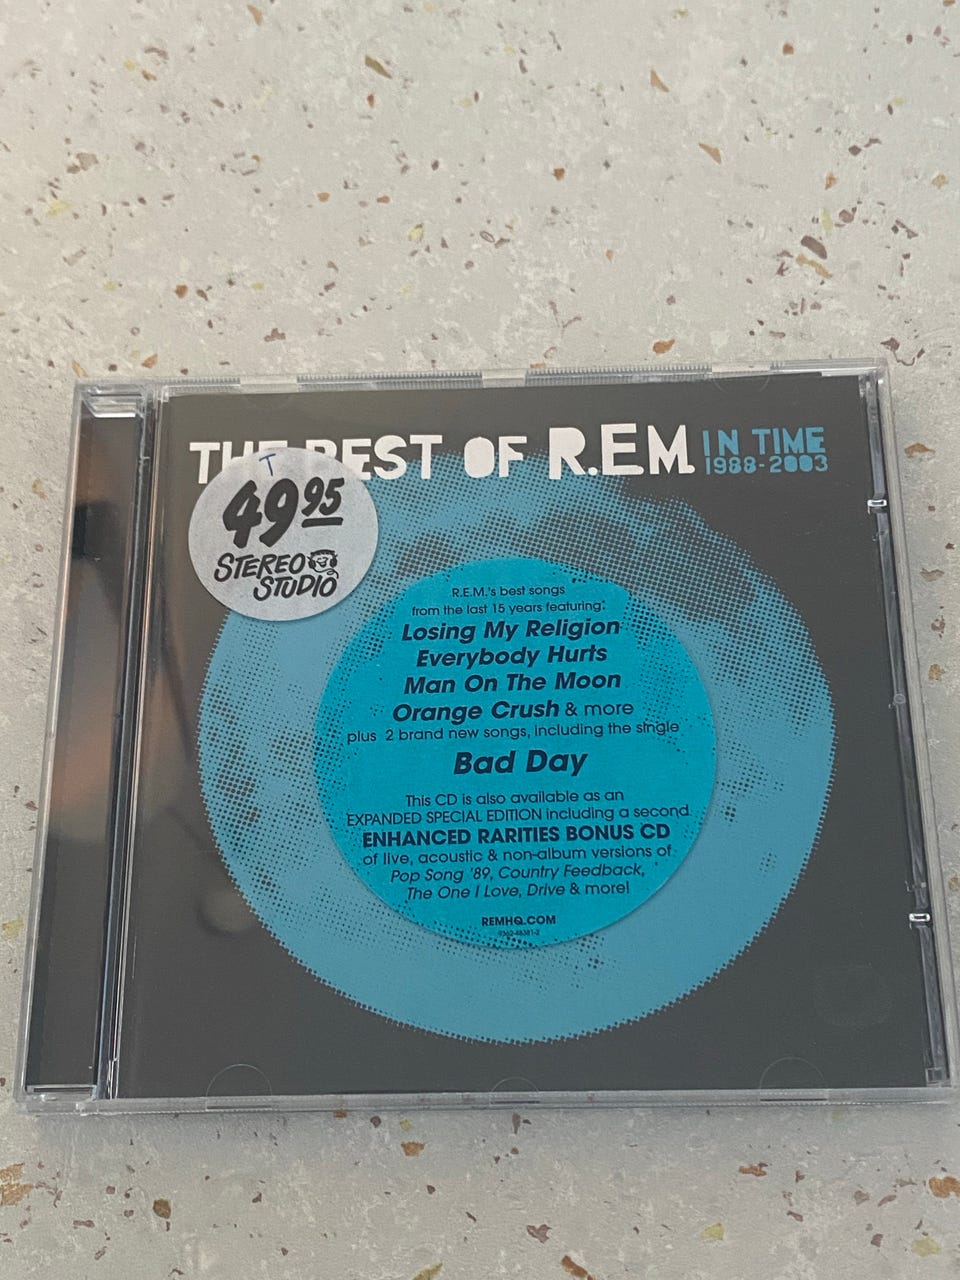 THE BEST OF R.E.M. IN TIME
1988-2003
T
49 95
STEREO
STUDIO
R.E.M.'s best songs
from the last 15 years featuring:
Losing My Religion
Everybody Hurts
Man On The Moon
Orange Crush & more
plus 2 brand new songs, including the single
Bad Day
This CD is also available as an
EXPANDED SPECIAL EDITION including a second
ENHANCED RARITIES BONUS CD
of live, acoustic & non-album versions of
Pop Song '89, Country Feedback,
The One I Love, Drive & more!
REMHQ.COM
9362-48381-2